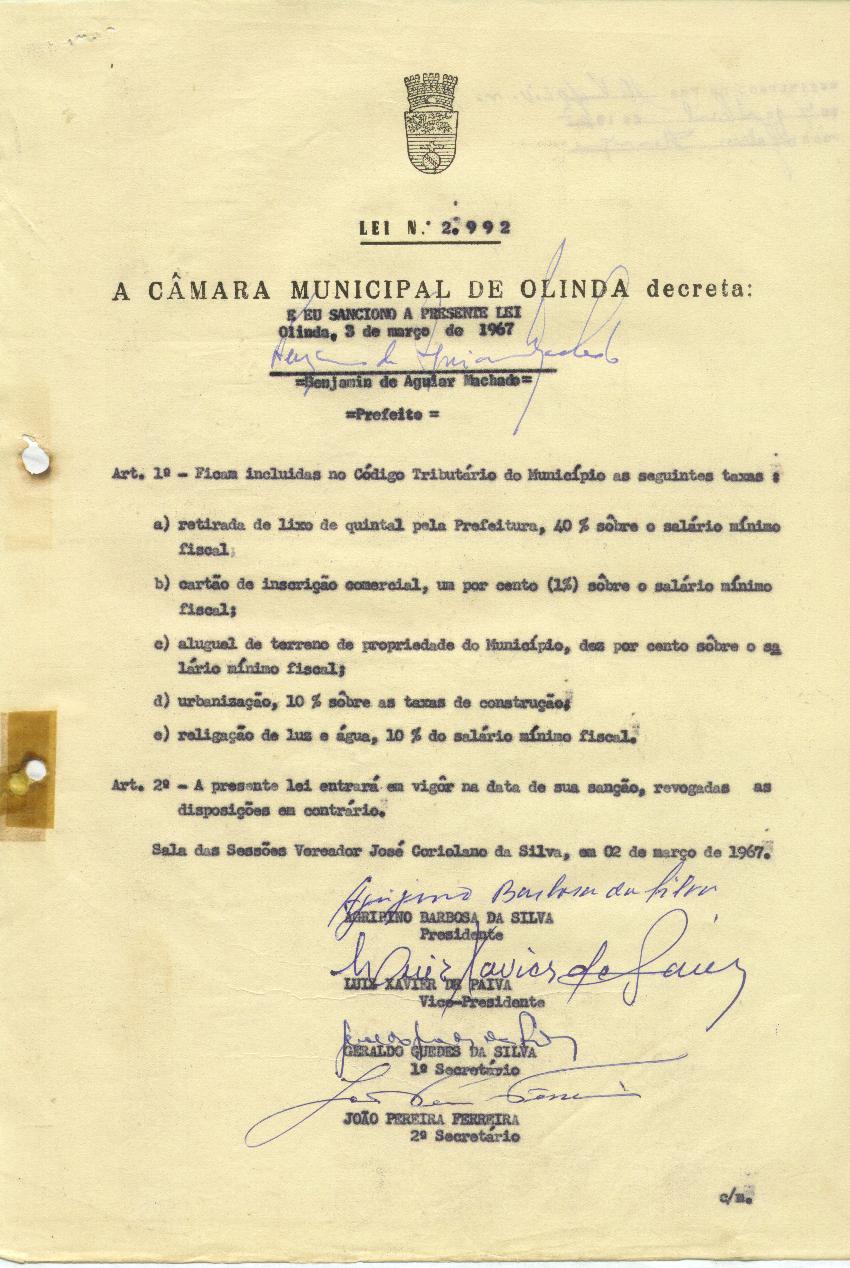 LEI N.º 2.992
A CÂMARA MUNICIPAL DE OLINDA decreta:
E EU SANCIONO A PRESENTE LEI
Olinda, 3 de março de 1967
=Benjamin de Aguiar Machado=
=Prefeito =
Art. 1º - Ficam incluidas no Código Tributário do Município as seguintes taxas :
a) retirada de lixo de quintal pela Prefeitura, 40 % sôbre o salário mínimo
fiscal;
b) cartão de inscrição comercial, um por cento (1%) sôbre o salário mínimo
fiscal;
c) aluguel de terreno de propriedade do Município, dez por cento sôbre o sa
lário mínimo fiscal;
d) urbanização, 10 % sôbre as taxas de construção;
e) religação de luz e água, 10 % do salário mínimo fiscal.
Art. 2º - A presente lei entrará em vigôr na data de sua sanção, revogadas as
disposições em contrário.
Sala das Sessões Vereador José Coriolano da Silva, em 02 de março de 1967.
Agripino Barbosa da Silva
AGRIPINO BARBOSA DA SILVA
Presidente
Luiz Xavier de Paiva
LUIZ XAVIER DE PAIVA
Vice-Presidente
GERALDO GUEDES DA SILVA
1º Secretário
JOÃO PEREIRA FERREIRA
2º Secretário
c/m.